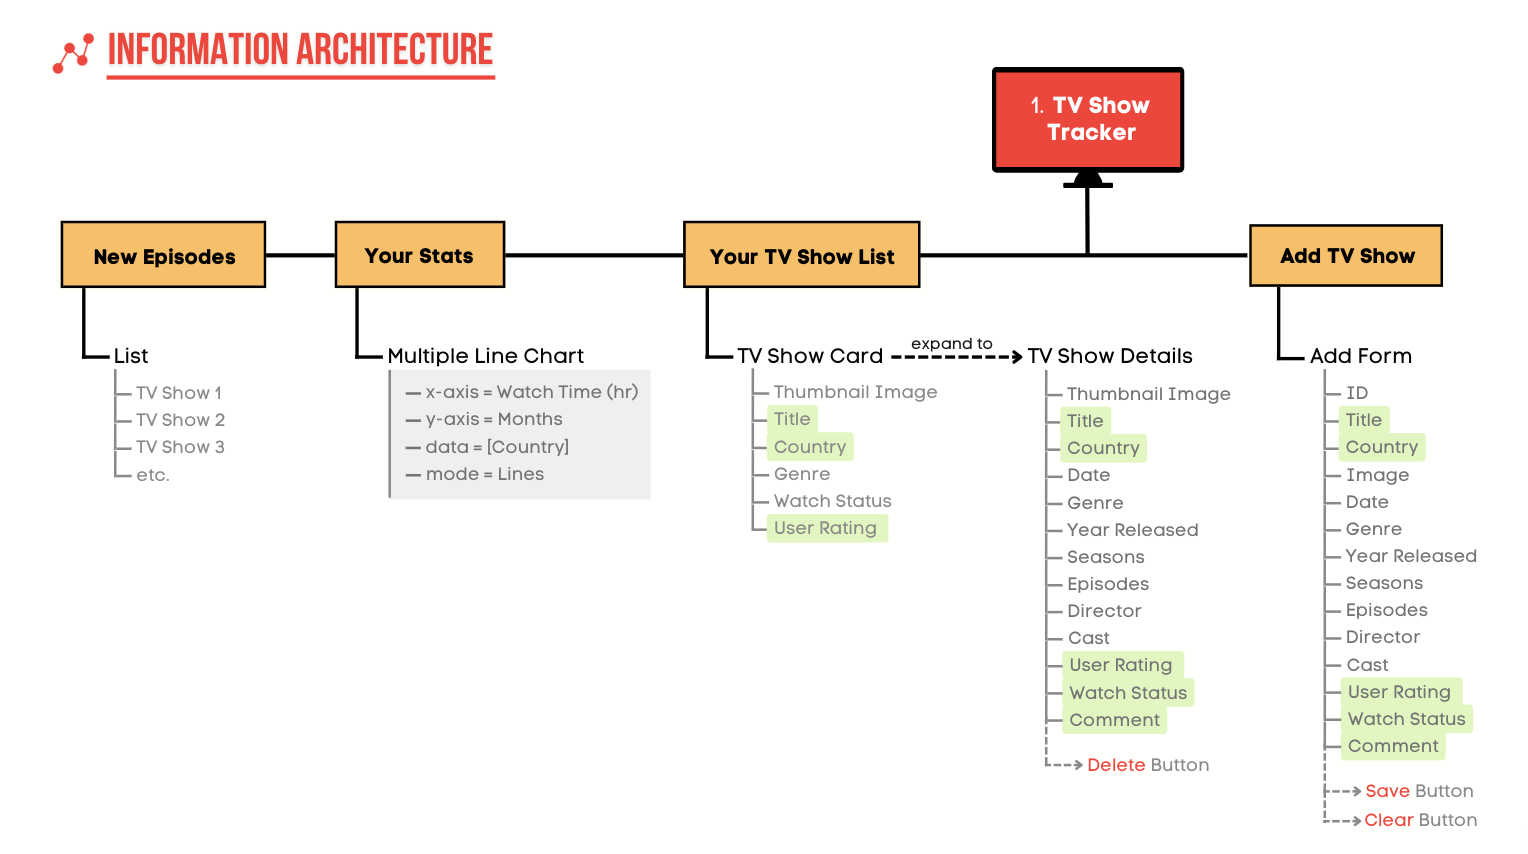 INFORMATION ARCHITECTURE
1. TV Show
Tracker
New Episodes
Your Stats
Your TV Show List
Add TV Show
List
TV Show 1
TV Show 2
TV Show 3
etc.
Multiple Line Chart
x-axis = Watch Time (hr)
y-axis = Months
data = [Country]
mode = Lines
TV Show Card
Thumbnail Image
Title
Country
Genre
Watch Status
User Rating
expand to
TV Show Details
Thumbnail Image
Title
Country
Date
Genre
Year Released
Seasons
Episodes
Director
Cast
User Rating
Watch Status
Comment
Delete Button
Add Form
ID
Title
Country
Image
Date
Genre
Year Released
Seasons
Episodes
Director
Cast
User Rating
Watch Status
Comment
Save Button
Clear Button